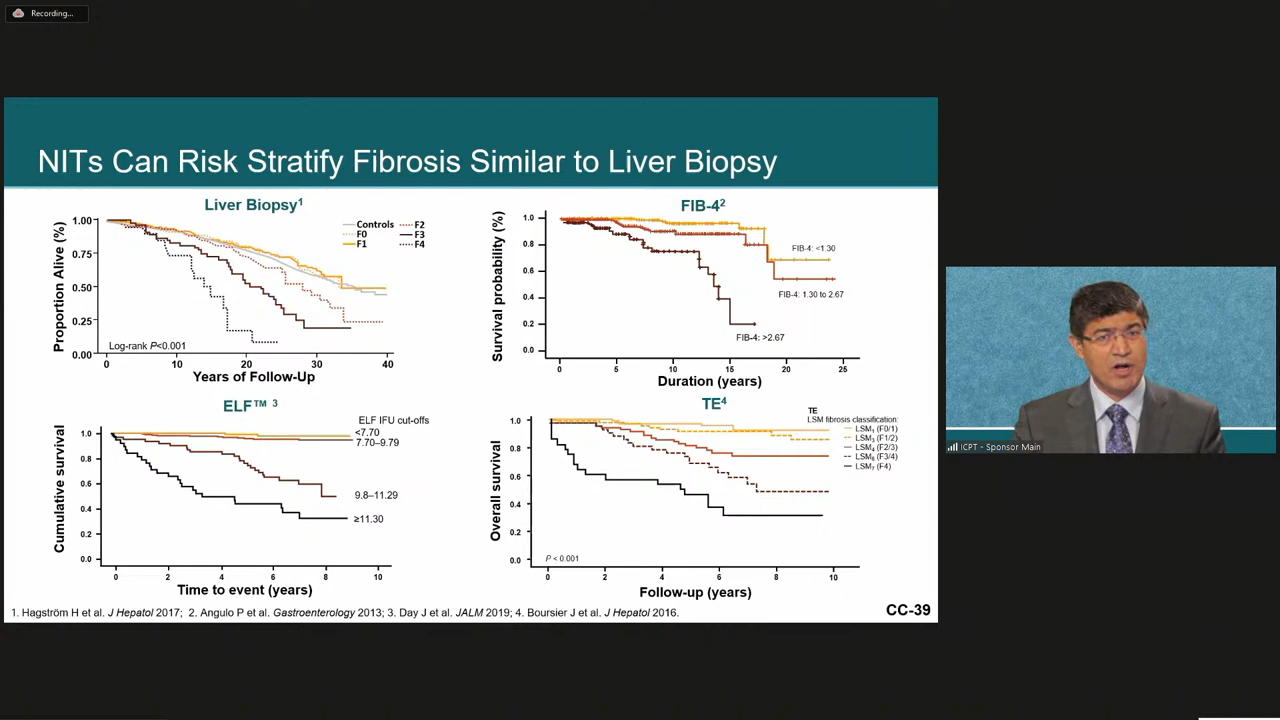 Recording...
NITs Can Risk Stratify Fibrosis Similar to Liver Biopsy
Liver Biopsy1
Proportion Alive (%)
1.00
0.75
0.50
0.25
0.00
Controls
F0
F1
F2
F3
F4
Log-rank P<0.001
0 10 20 30 40
Years of Follow-Up
FIB-42
Survival probability (%)
1.0
0.8
0.6
0.4
0.2
0.0
FIB-4: <1.30
FIB-4: 1.30 to 2.67
FIB-4: >2.67
0 5 10 15 20 25
Duration (years)
ELF™ 3
Cumulative survival
1.0
0.8
0.6
0.4
0.2
0.0
ELF IFU cut-offs
<7.70
7.70–9.79
9.8–11.29
≥11.30
0 2 4 6 8 10
Time to event (years)
TE4
Overall survival
1.0
0.8
0.6
0.4
0.2
0.0
TE
LSM fibrosis classification:
LSM1 (F0/1)
LSM3 (F1/2)
LSM4 (F2/3)
LSM6 (F3/4)
LSM7 (F4)
P < 0.001
0 2 4 6 8 10
Follow-up (years)
1. Hagström H et al. J Hepatol 2017; 2. Angulo P et al. Gastroenterology 2013; 3. Day J et al. JALM 2019; 4. Boursier J et al. J Hepatol 2016.
CC-39
ICPT - Sponsor Main